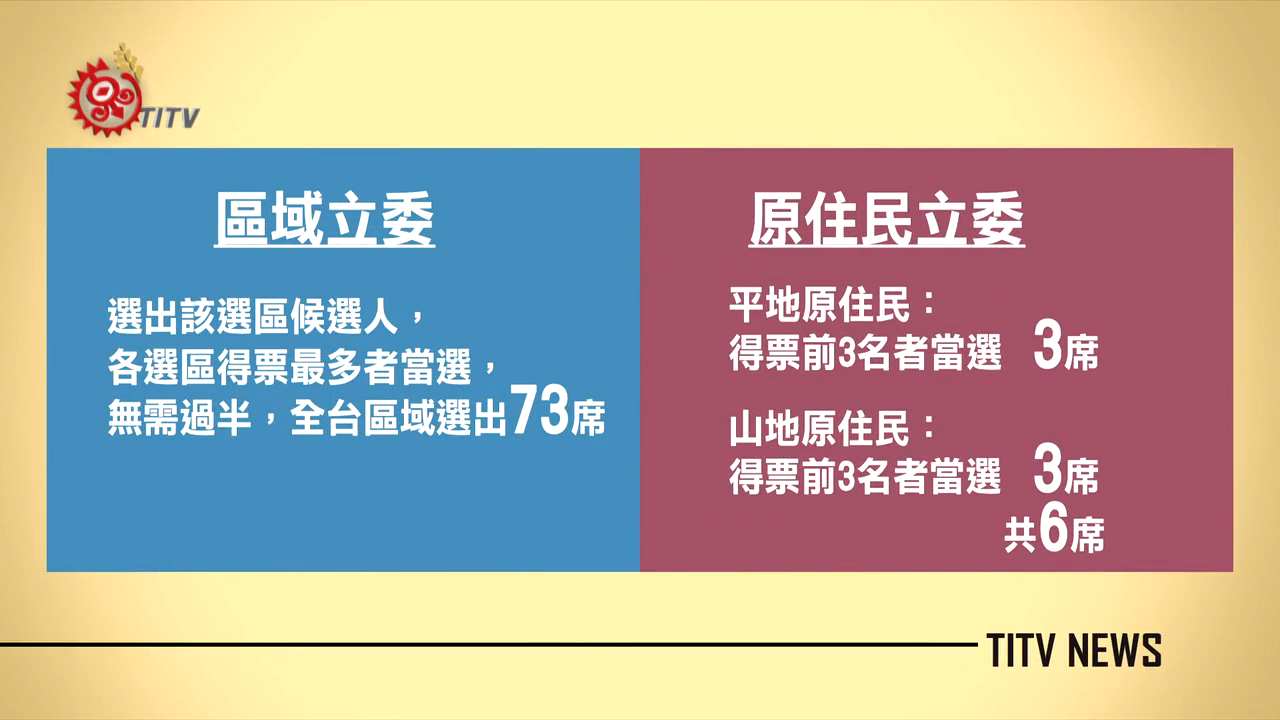 TITV
區域立委
選出該選區候選人，
各選區得票最多者當選，
無需過半，全台區域選出73席
原住民立委
平地原住民：
得票前3名者當選 3席
山地原住民：
得票前3名者當選 3席
共6席
TITV NEWS